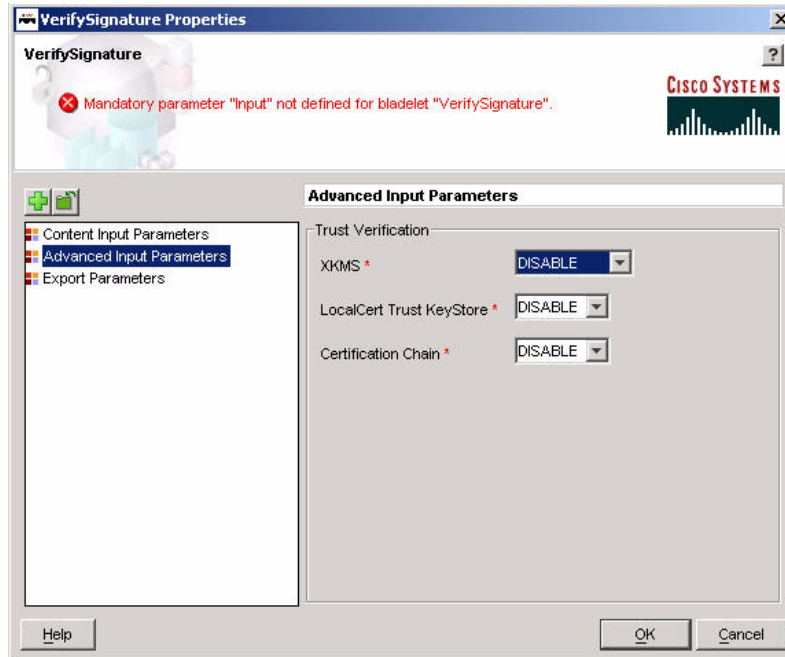 VerifySignature Properties
VerifySignature
?
Mandatory parameter "Input" not defined for bladelet "VerifySignature".
CISCO SYSTEMS
Advanced Input Parameters
Content Input Parameters
Advanced Input Parameters
Export Parameters
Trust Verification
XKMS * DISABLE
LocalCert Trust KeyStore * DISABLE
Certification Chain * DISABLE
Help
OK
Cancel